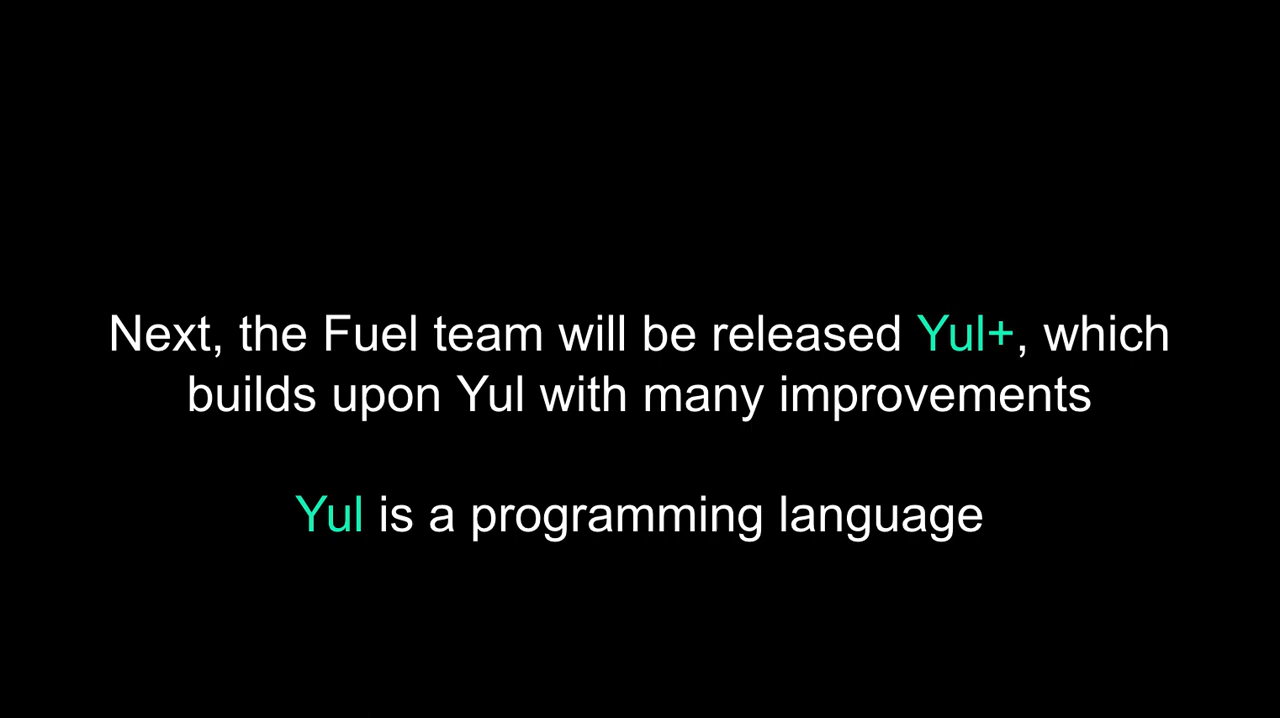 Next, the Fuel team will be released Yul+, which
builds upon Yul with many improvements
Yul is a programming language